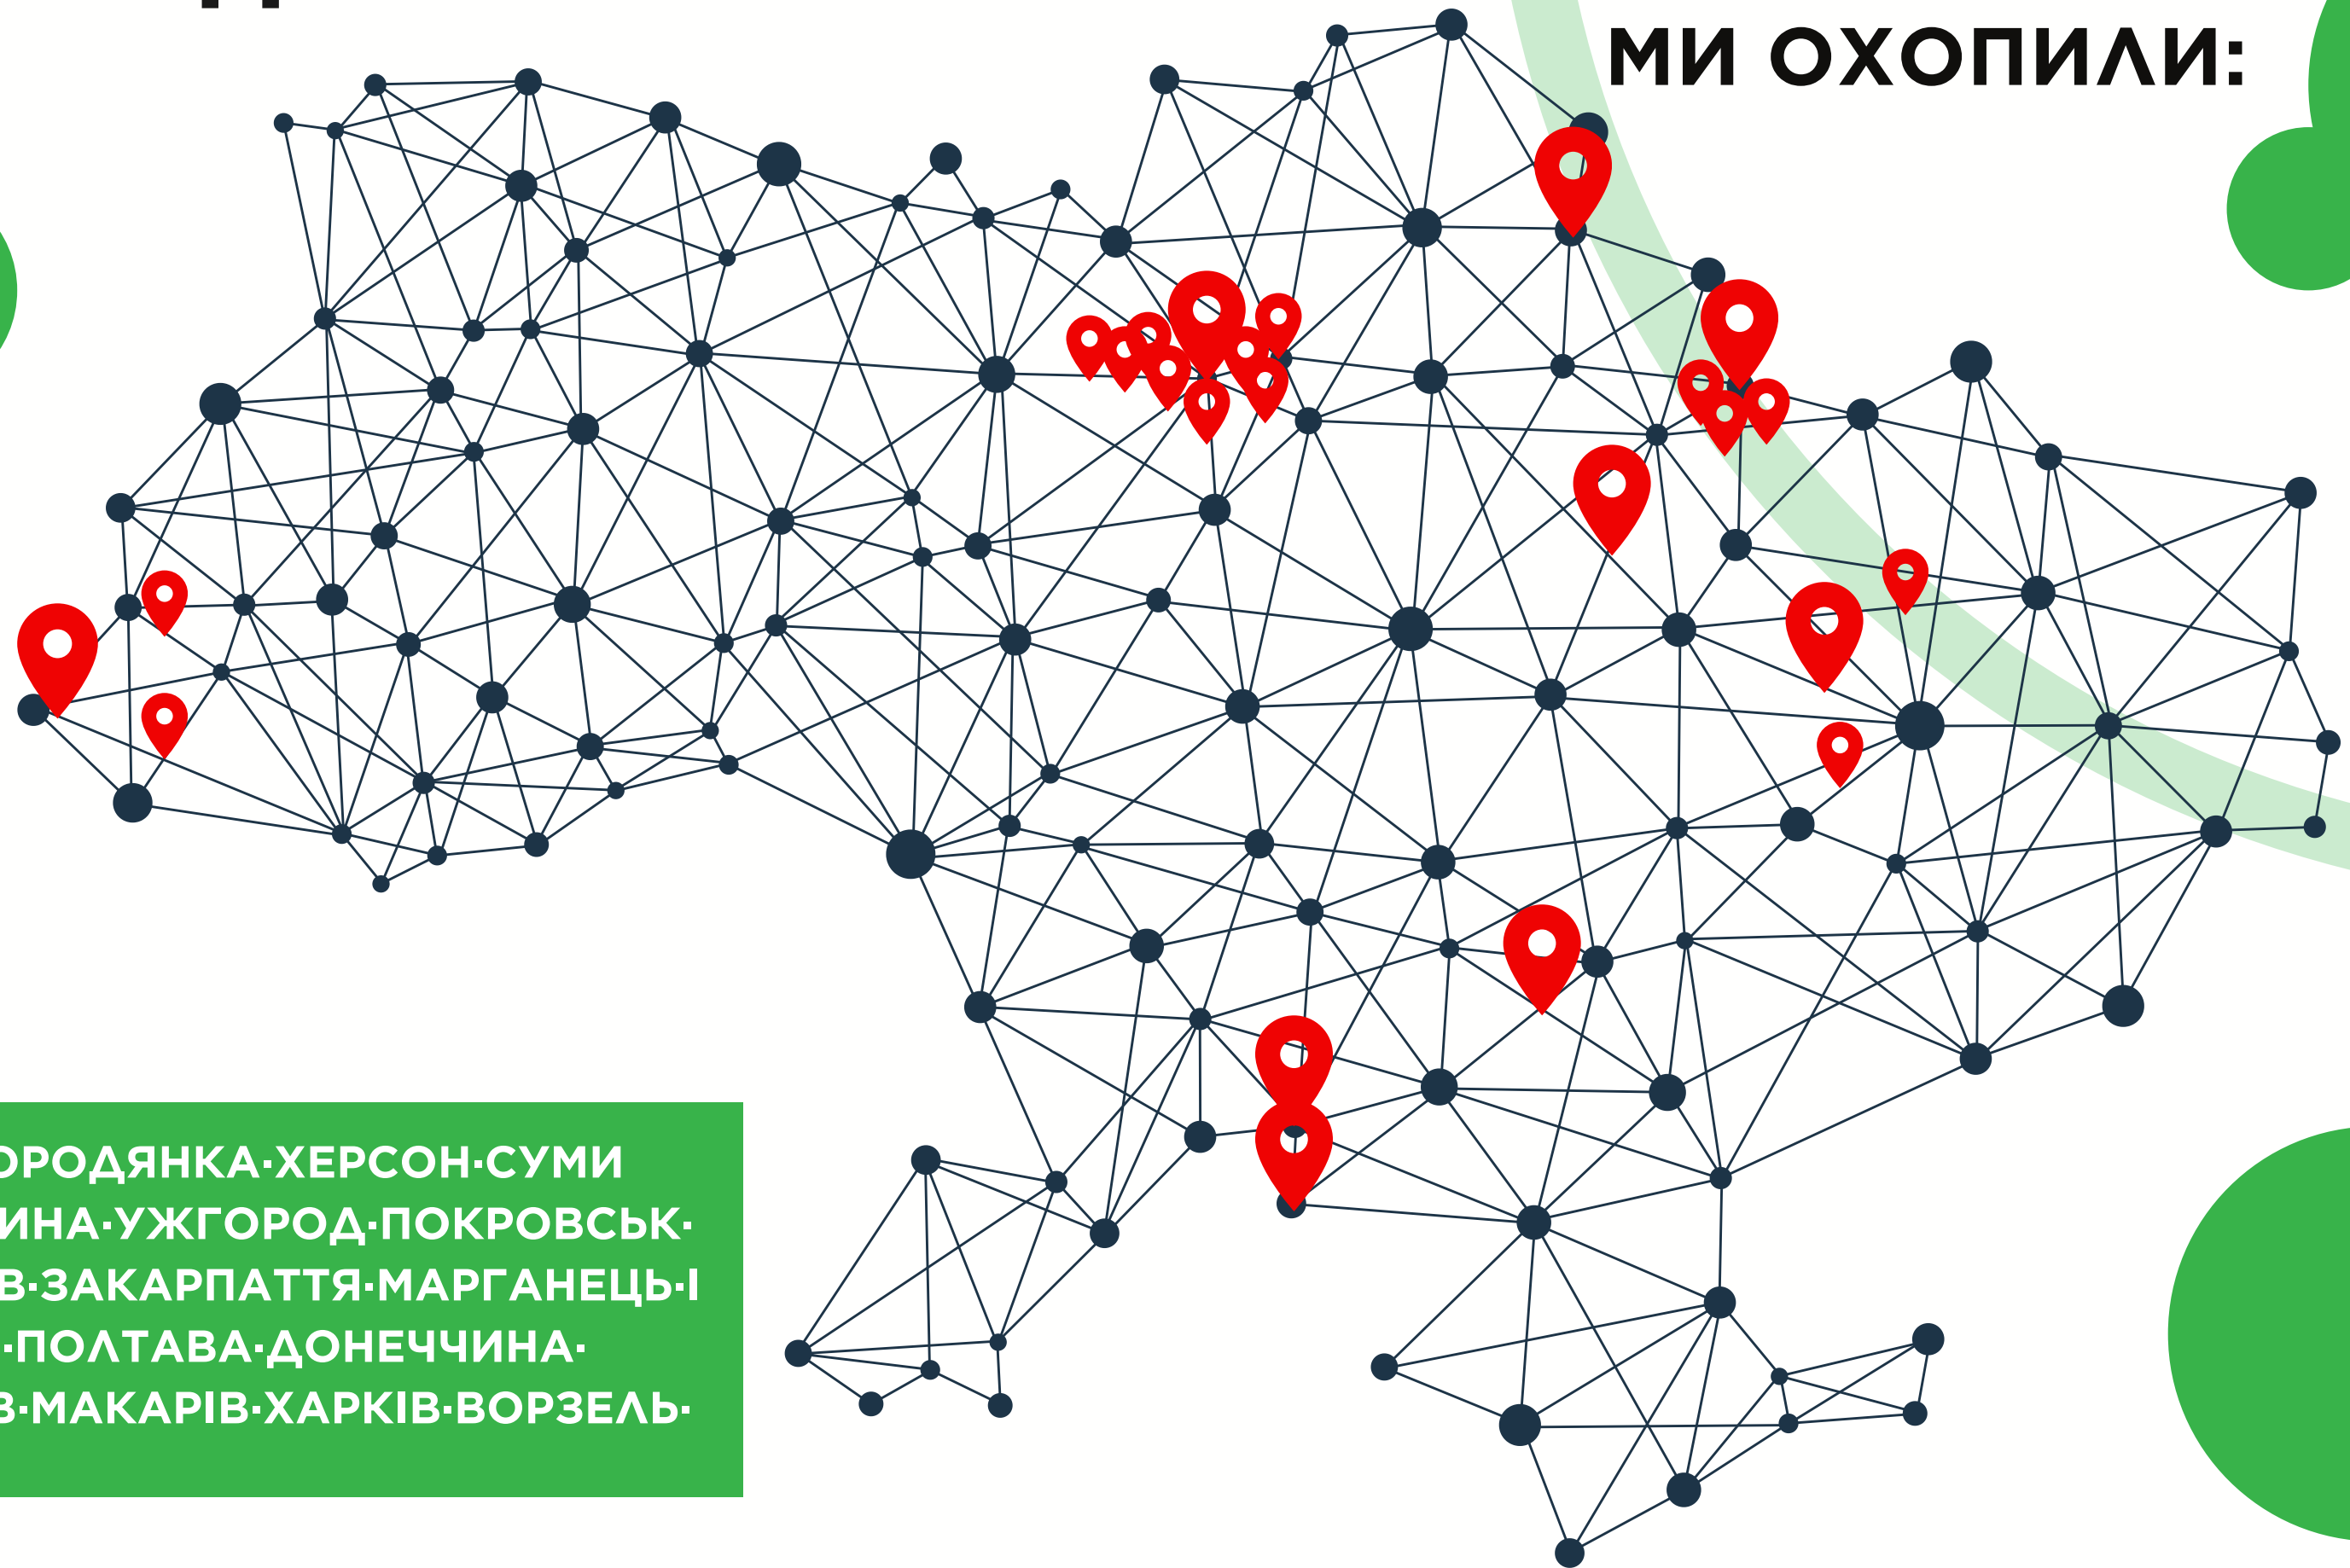 МИ ОХОПИЛИ:
ОРОДЯНКА·ХЕРСОН·СУМИ
ИНА·УЖГОРОД·ПОКРОВСЬК·
В·ЗАКАРПАТТЯ·МАРГАНЕЦЬ·І
·ПОЛТАВА·ДОНЕЧЧИНА·
В·МАКАРІВ·ХАРКІВ·ВОРЗЕЛЬ·